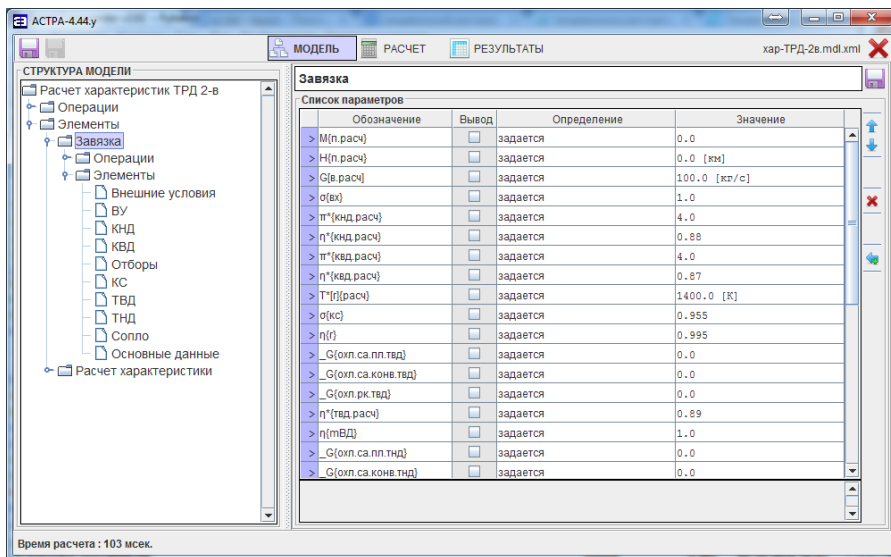 АСТРА-4.44.y
МОДЕЛЬ РАСЧЕТ РЕЗУЛЬТАТЫ хар-ТРД-2в.mdl.xml
СТРУКТУРА МОДЕЛИ
Расчет характеристик ТРД 2-в
Операции
Элементы
Завязка
Операции
Элементы
Внешние условия
ВУ
КНД
КВД
Отборы
КС
ТВД
ТНД
Сопло
Основные данные
Расчет характеристики
Завязка
Список параметров
Обозначение Вывод Определение Значение
> М{п.расч} задается 0.0
> Н{п.расч} задается 0.0 [км]
> G[в.расч] задается 100.0 [кг/с]
> σ{вх} задается 1.0
> π*{кнд.расч} задается 4.0
> η*{кнд.расч} задается 0.88
> π*{квд.расч} задается 4.0
> η*{квд.расч} задается 0.87
> T*[г]{расч} задается 1400.0 [K]
> σ{кс} задается 0.955
> η{г} задается 0.995
> _G{охл.са.пл.твд} задается 0.0
> _G{охл.са.конв.твд} задается 0.0
> _G{охл.рк.твд} задается 0.0
> η*{твд.расч} задается 0.89
> η{mВД} задается 1.0
> _G{охл.са.пл.тнд} задается 0.0
> _G{охл.са.конв.тнд} задается 0.0
Время расчета : 103 мсек.